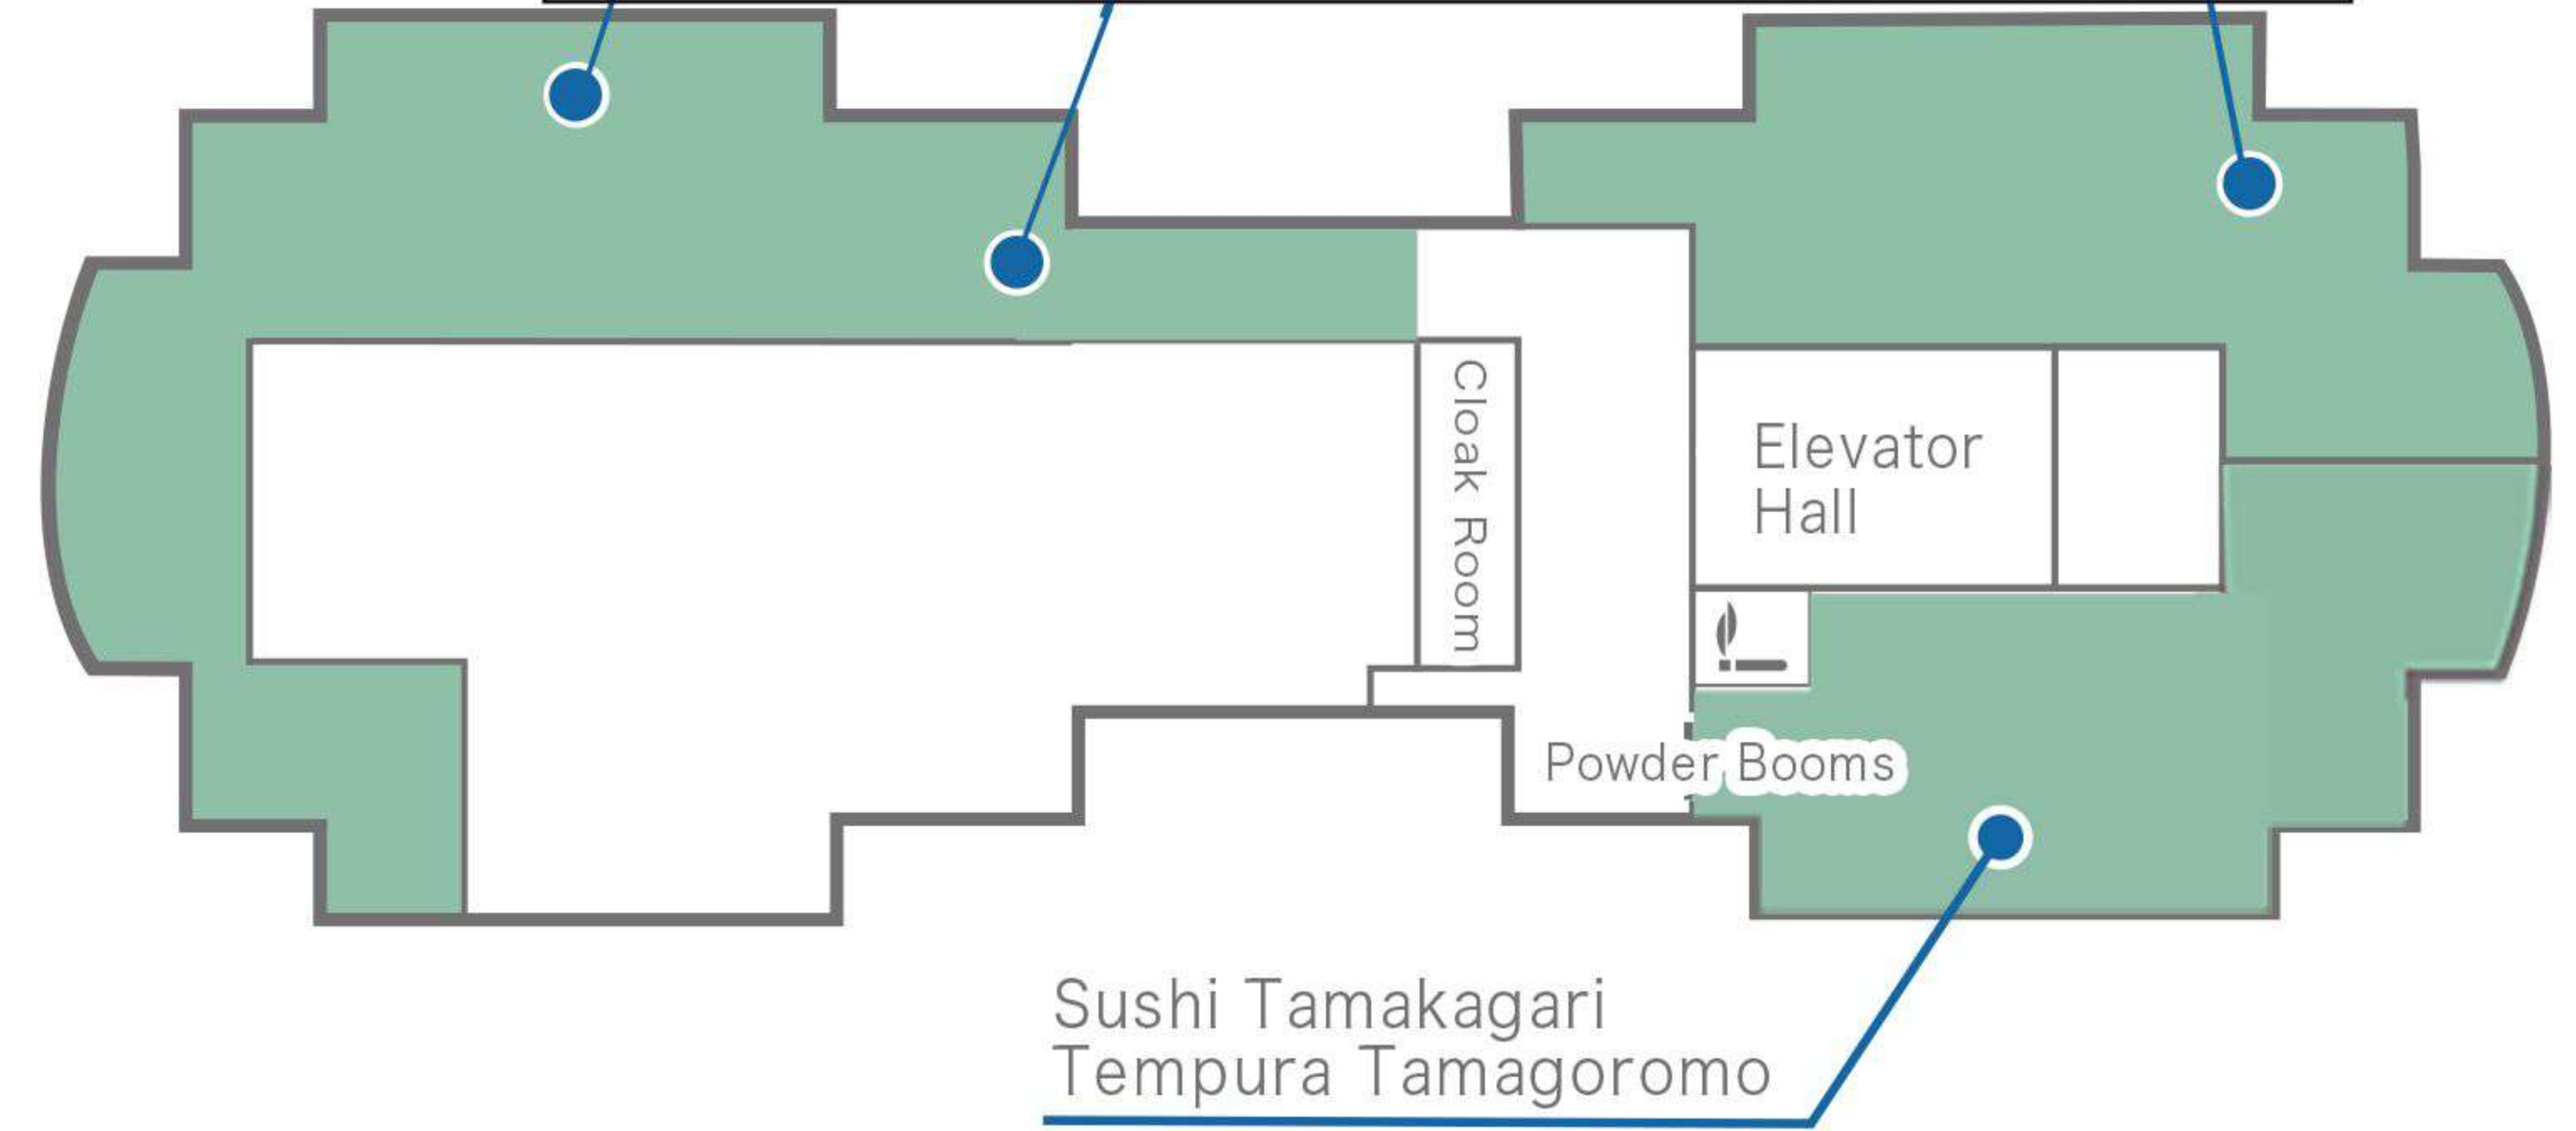 Cloak Room
Elevator
Hall
Powder Booms
Sushi Tamakagari
Tempura Tamagoromo